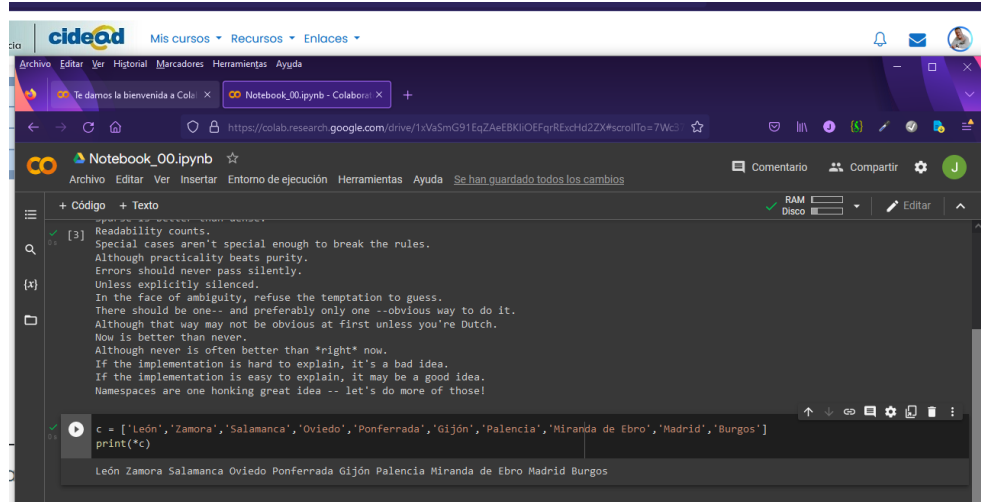 cia
cidead Mis cursos Recursos Enlaces
Archivo Editar Ver Historial Marcadores Herramientas Ayuda
Te damos la bienvenida a Cola Notebook_00.ipynb - Colaborat
https://colab.research.google.com/drive/1xVaSmG91EqZAeEBKIiOEFqrRExcHd2ZX#scrollTo=7Wc3
Notebook_00.ipynb
Comentario Compartir J
Archivo Editar Ver Insertar Entorno de ejecución Herramientas Ayuda Se han guardado todos los cambios
+ Código + Texto RAM Disco Editar
Sparse is better than dense.
[3] Readability counts.
0 s Special cases aren't special enough to break the rules.
Although practicality beats purity.
Errors should never pass silently.
{x} Unless explicitly silenced.
In the face of ambiguity, refuse the temptation to guess.
There should be one-- and preferably only one --obvious way to do it.
Although that way may not be obvious at first unless you're Dutch.
Now is better than never.
Although never is often better than *right* now.
If the implementation is hard to explain, it's a bad idea.
If the implementation is easy to explain, it may be a good idea.
Namespaces are one honking great idea -- let's do more of those!
c = ['León','Zamora','Salamanca','Oviedo','Ponferrada','Gijón','Palencia','Miranda de Ebro','Madrid','Burgos']
0 s print(*c)
León Zamora Salamanca Oviedo Ponferrada Gijón Palencia Miranda de Ebro Madrid Burgos